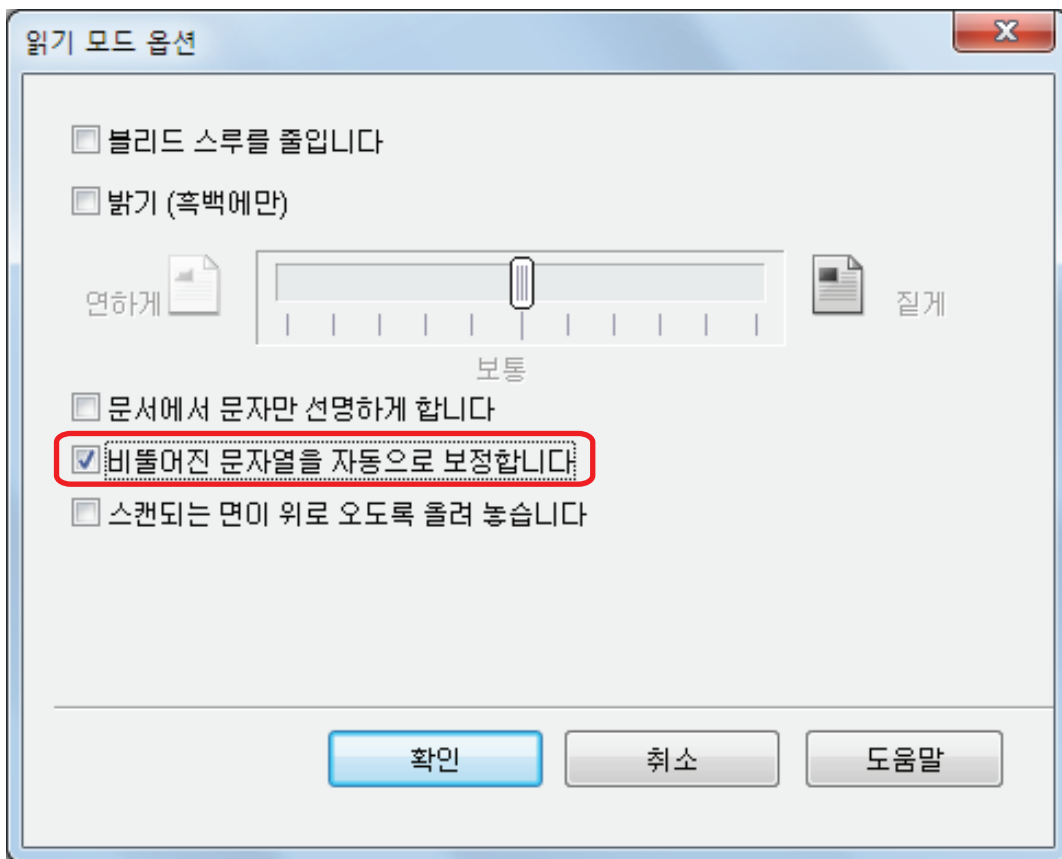 읽기 모드 옵션
블리드 스루를 줄입니다
밝기 (흑백에만)
연하게
짙게
보통
문서에서 문자만 선명하게 합니다
비뚤어진 문자열을 자동으로 보정합니다
스캔되는 면이 위로 오도록 올려 놓습니다
확인
취소
도움말